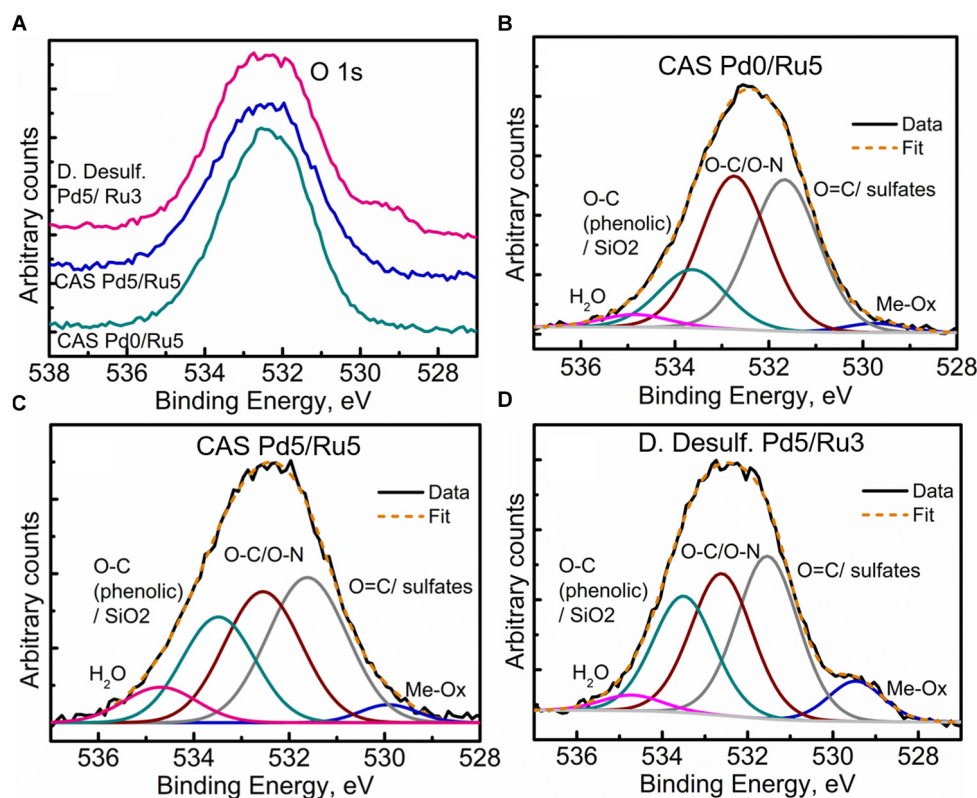 A
O 1s
D. Desulf.
Pd5/ Ru3
CAS Pd5/Ru5
CAS Pd0/Ru5
Arbitrary counts
538 536 534 532 530 528
Binding Energy, eV
B
CAS Pd0/Ru5
Data
Fit
O-C/O-N
O=C/ sulfates
O-C
(phenolic)
/ SiO2
H2O
Me-Ox
Arbitrary counts
536 534 532 530 528
Binding Energy, eV
C
CAS Pd5/Ru5
Data
Fit
O-C/O-N
O=C/ sulfates
O-C
(phenolic)
/ SiO2
H2O
Me-Ox
Arbitrary counts
536 534 532 530 528
Binding Energy, eV
D
D. Desulf. Pd5/Ru3
Data
Fit
O-C/O-N
O=C/ sulfates
O-C
(phenolic)
/ SiO2
H2O
Me-Ox
Arbitrary counts
536 534 532 530 528
Binding Energy, eV